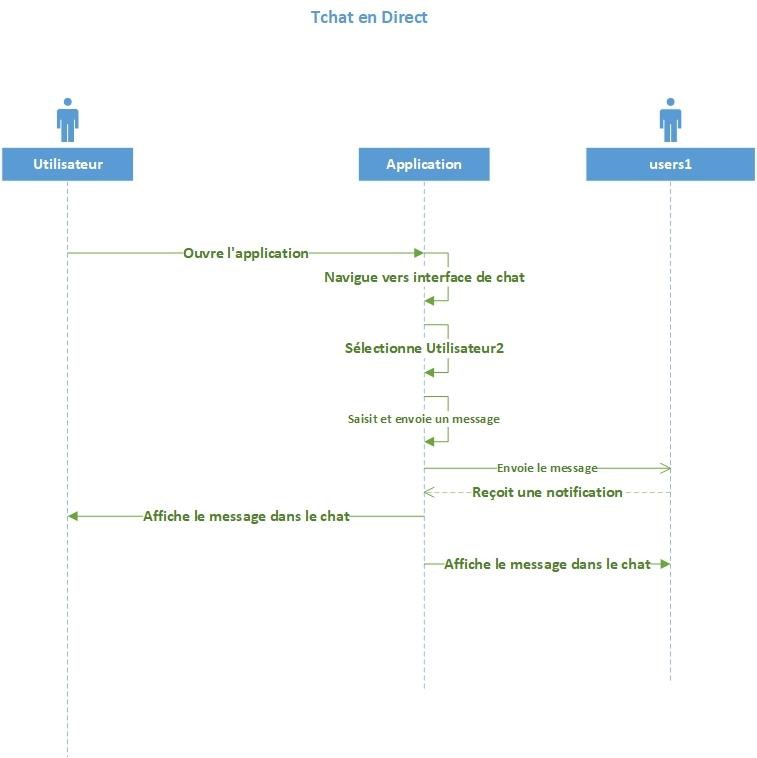 Tchat en Direct
Utilisateur
Application
users1
Ouvre l'application
Navigue vers interface de chat
Sélectionne Utilisateur2
Saisit et envoie un message
Envoie le message
Reçoit une notification
Affiche le message dans le chat
Affiche le message dans le chat